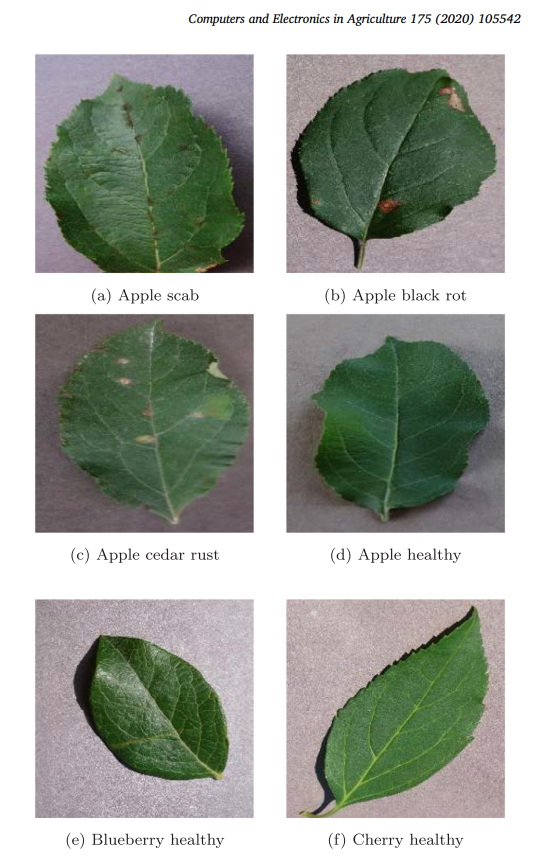 Computers and Electronics in Agriculture 175 (2020) 105542
(a) Apple scab
(b) Apple black rot
(c) Apple cedar rust
(d) Apple healthy
(e) Blueberry healthy
(f) Cherry healthy